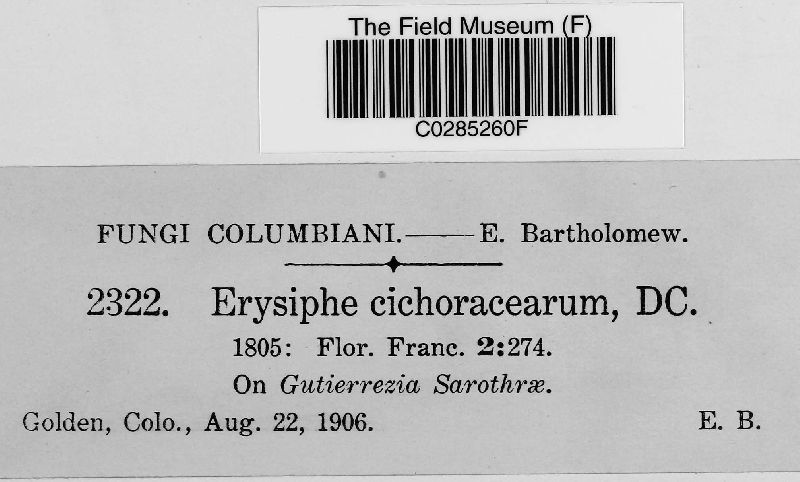 The Field Museum (F)
C0285260F
FUNGI COLUMBIANI.——E. Bartholomew.
2322. Erysiphe cichoracearum, DC.
1805: Flor. Franc. 2:274.
On Gutierrezia Sarothræ.
Golden, Colo., Aug. 22, 1906. E. B.